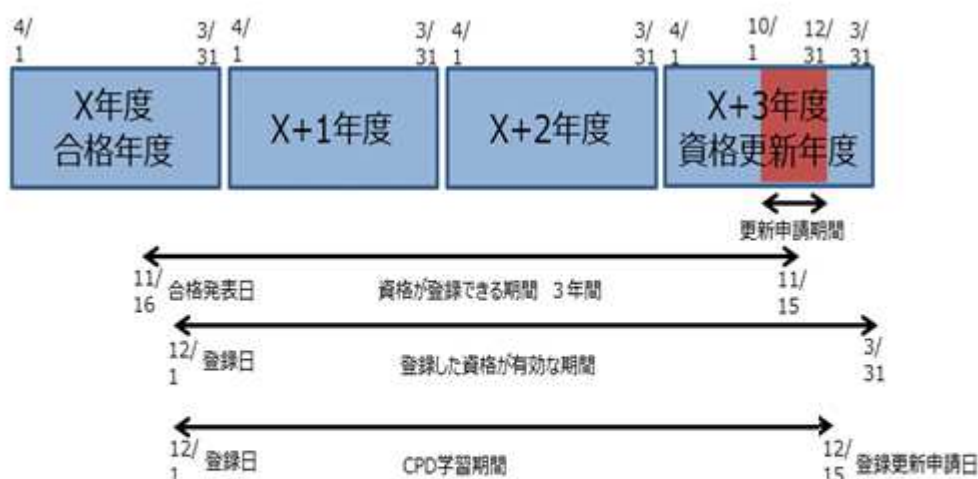 4/
1
3/
31
4/
1
3/
31
4/
1
3/
31
4/
1
10/
1
12/
31
3/
31
X年度
合格年度
X+1年度
X+2年度
X+3年度
資格更新年度
更新申請期間
11/
16
合格発表日
資格が登録できる期間 3年間
11/
15
12/
1
登録日
登録した資格が有効な期間
3/
31
12/
1
登録日
CPD学習期間
12/
15
登録更新申請日